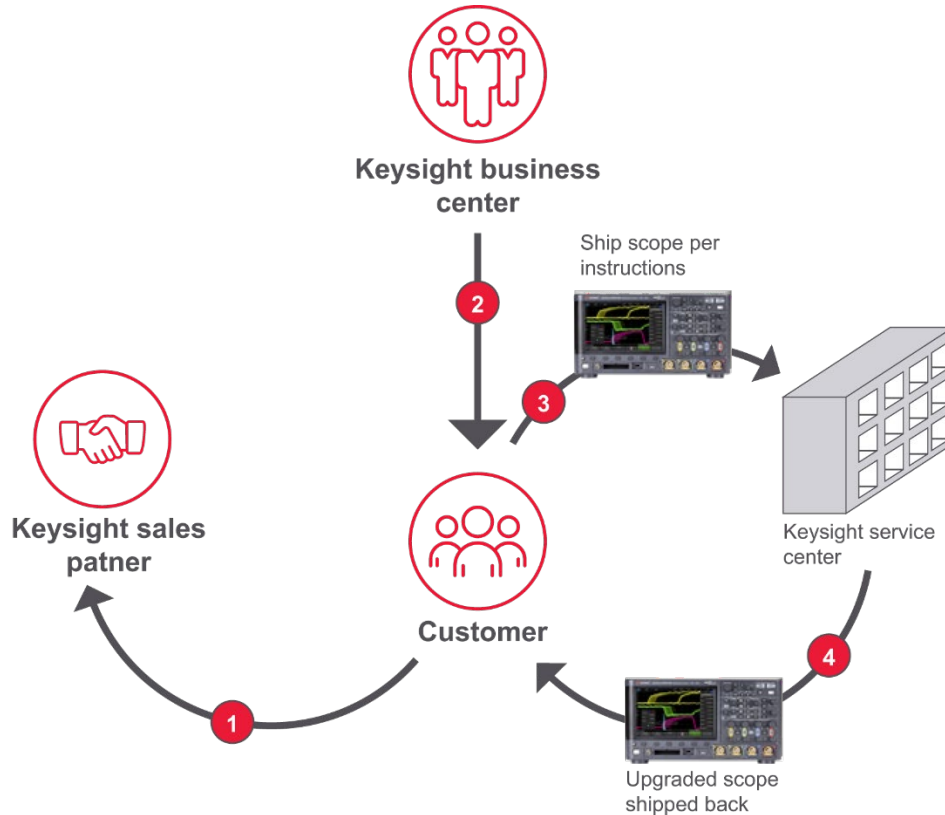 Keysight business
center
Ship scope per
instructions
2
3
Keysight sales
patner
Keysight service
center
Customer
4
1
Upgraded scope
shipped back